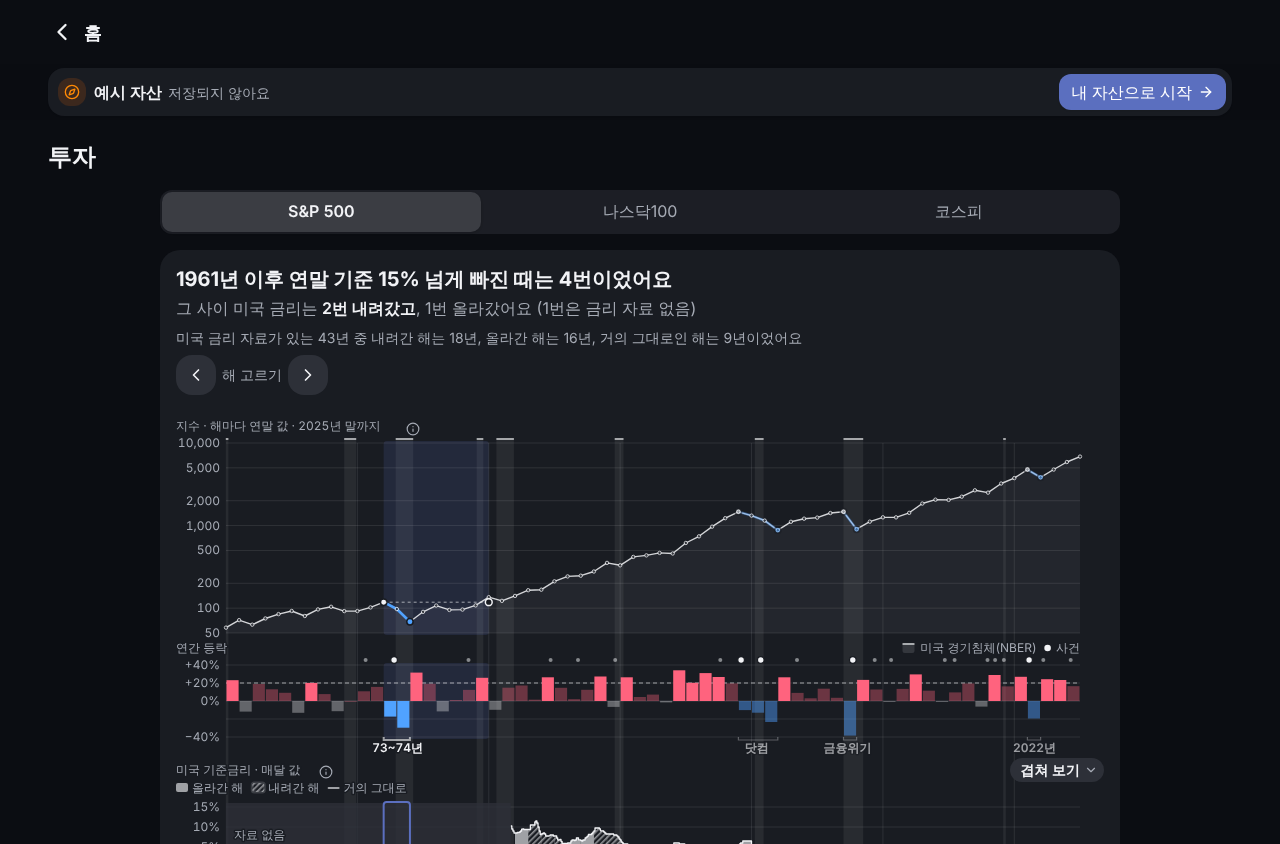 홈
예시 자산 저장되지 않아요
내 자산으로 시작
투자
S&P 500
나스닥100
코스피
1961년 이후 연말 기준 15% 넘게 빠진 때는 4번이었어요
그 사이 미국 금리는 2번 내려갔고, 1번 올라갔어요 (1번은 금리 자료 없음)
미국 금리 자료가 있는 43년 중 내려간 해는 18년, 올라간 해는 16년, 거의 그대로인 해는 9년이었어요
해 고르기
지수 · 해마다 연말 값 · 2025년 말까지
10,000
5,000
2,000
1,000
500
200
100
50
연간 등락
미국 경기침체(NBER)
사건
+40%
+20%
0%
−40%
73~74년
닷컴
금융위기
2022년
미국 기준금리 · 매달 값
겹쳐 보기
올라간 해
내려간 해
거의 그대로
15%
10%
자료 없음